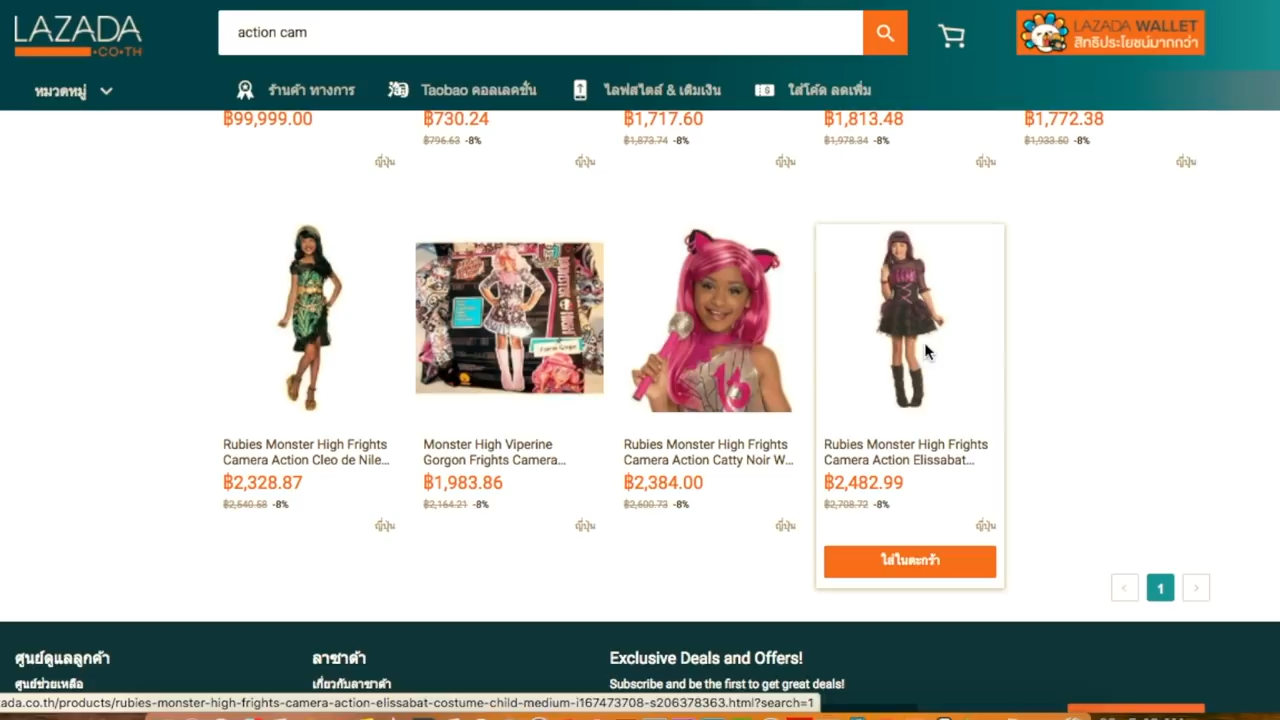 LAZADA
.CO.TH
action cam
LAZADA WALLET
สิทธิประโยชน์มากกว่า
หมวดหมู่
ร้านค้า ทางการ
Taobao คอลเลคชั่น
ไลฟสไตล์ & เติมเงิน
ใส่โค้ด ลดเพิ่ม
฿99,999.00
฿730.24
฿1,717.60
฿1,813.48
฿1,772.38
฿796.63 -8%
฿1,873.74 -8%
฿1,978.34 -8%
฿1,933.50 -8%
ญี่ปุ่น
ญี่ปุ่น
ญี่ปุ่น
ญี่ปุ่น
ญี่ปุ่น
Rubies Monster High Frights
Camera Action Cleo de Nile...
฿2,328.87
฿2,540.58 -8%
ญี่ปุ่น
Monster High Viperine
Gorgon Frights Camera...
฿1,983.86
฿2,164.21 -8%
ญี่ปุ่น
Rubies Monster High Frights
Camera Action Catty Noir W...
฿2,384.00
฿2,600.73 -8%
ญี่ปุ่น
Rubies Monster High Frights
Camera Action Elissabat...
฿2,482.99
฿2,708.72 -8%
ญี่ปุ่น
ใส่ในตะกร้า
< 1 >
ศูนย์ดูแลลูกค้า
ลาซาด้า
Exclusive Deals and Offers!
ศูนย์ช่วยเหลือ
เกี่ยวกับลาซาด้า
Subscribe and be the first to get great deals!
zada.co.th/products/rubies-monster-high-frights-camera-action-elissabat-costume-child-medium-i167473708-s206378363.html?search=1